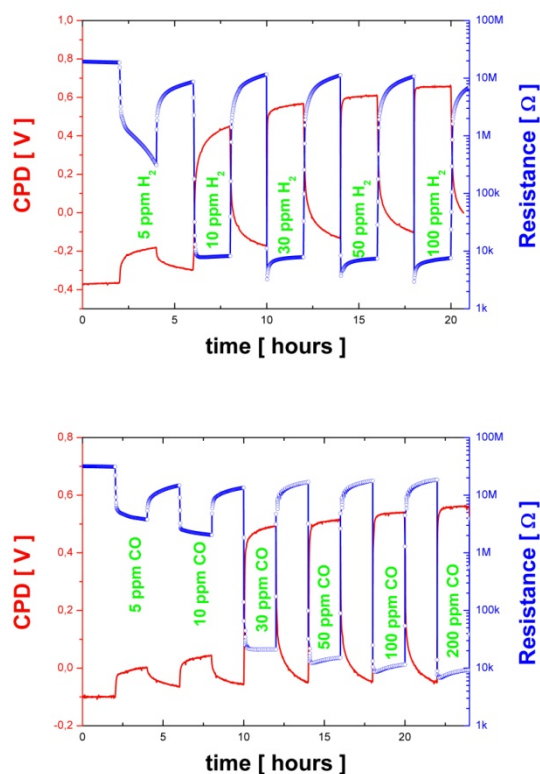 1,0
0,8
0,6
0,4
0,2
0,0
-0,2
-0,4
CPD [ V ]
5 ppm H2
10 ppm H2
30 ppm H2
50 ppm H2
100 ppm H2
100M
10M
1M
100k
10k
1k
Resistance [ Ω ]
0 5 10 15 20
time [ hours ]
0,8
0,6
0,4
0,2
0,0
-0,2
CPD [ V ]
5 ppm CO
10 ppm CO
30 ppm CO
50 ppm CO
100 ppm CO
200 ppm CO
100M
10M
1M
100k
10k
1k
Resistance [ Ω ]
0 5 10 15 20
time [ hours ]